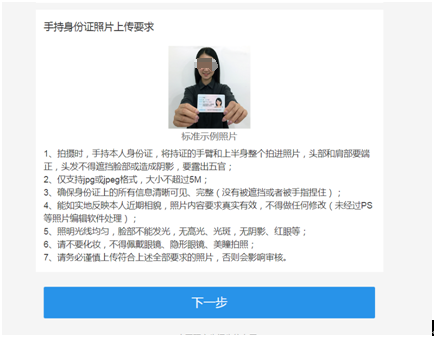 手持身份证照片上传要求
标准示例照片
1、拍摄时，手持本人身份证，将持证的手臂和上半身整个拍进照片，头部和肩部要端
正，头发不得遮挡脸部或造成阴影，要露出五官；
2、仅支持jpg或jpeg格式，大小不超过5M；
3、确保身份证上的所有信息清晰可见、完整（没有被遮挡或者被手指捏住）；
4、能如实地反映本人近期相貌，照片内容要求真实有效，不得做任何修改（未经过PS
等照片编辑软件处理）；
5、照明光线均匀，脸部不能发光，无高光、光斑，无阴影、红眼等；
6、请不要化妆，不得佩戴眼镜、隐形眼镜、美瞳拍照；
7、请务必谨慎上传符合上述全部要求的照片，否则会影响审核。
下一步